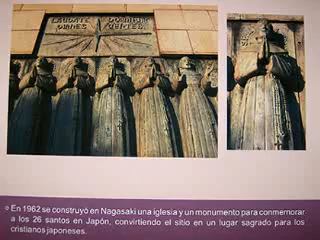 LAUDATE DOMINUM
OMNES GENTES
En 1962 se construyó en Nagasaki una iglesia y un monumento para conmemorar
a los 26 santos en Japón, convirtiendo el sitio en un lugar sagrado para los
cristianos japoneses.